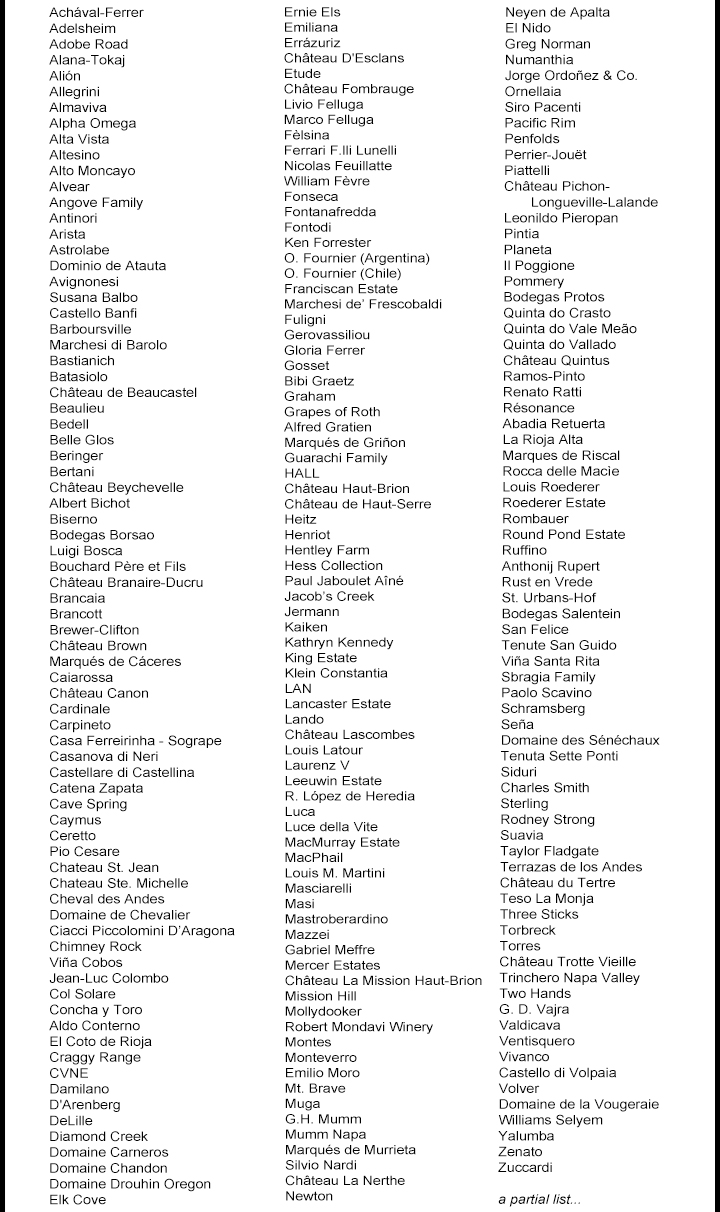 Achával-Ferrer
Adelsheim
Adobe Road
Alana-Tokaj
Alión
Allegrini
Almaviva
Alpha Omega
Alta Vista
Altesino
Alto Moncayo
Alvear
Angove Family
Antinori
Arista
Astrolabe
Dominio de Atauta
Avignonesi
Susana Balbo
Castello Banfi
Barboursville
Marchesi di Barolo
Bastianich
Batasiolo
Château de Beaucastel
Beaulieu
Bedell
Belle Glos
Beringer
Bertani
Château Beychevelle
Albert Bichot
Biserno
Bodegas Borsao
Luigi Bosca
Bouchard Père et Fils
Château Branaire-Ducru
Brancaia
Brancott
Brewer-Clifton
Château Brown
Marqués de Cáceres
Caiarossa
Château Canon
Cardinale
Carpineto
Casa Ferreirinha - Sogrape
Casanova di Neri
Castellare di Castellina
Catena Zapata
Cave Spring
Caymus
Ceretto
Pio Cesare
Chateau St. Jean
Chateau Ste. Michelle
Cheval des Andes
Domaine de Chevalier
Ciacci Piccolomini D'Aragona
Chimney Rock
Viña Cobos
Jean-Luc Colombo
Col Solare
Concha y Toro
Aldo Conterno
El Coto de Rioja
Craggy Range
CVNE
Damilano
D'Arenberg
DeLille
Diamond Creek
Domaine Carneros
Domaine Chandon
Domaine Drouhin Oregon
Elk Cove
Ernie Els
Emiliana
Errázuriz
Château D'Esclans
Etude
Château Fombrauge
Livio Felluga
Marco Felluga
Fèlsina
Ferrari F.lli Lunelli
Nicolas Feuillatte
William Fèvre
Fonseca
Fontanafredda
Fontodi
Ken Forrester
O. Fournier (Argentina)
O. Fournier (Chile)
Franciscan Estate
Marchesi de' Frescobaldi
Fuligni
Gerovassiliou
Gloria Ferrer
Gosset
Bibi Graetz
Graham
Grapes of Roth
Alfred Gratien
Marqués de Griñon
Guarachi Family
HALL
Château Haut-Brion
Château de Haut-Serre
Heitz
Henriot
Hentley Farm
Hess Collection
Paul Jaboulet Aîné
Jacob's Creek
Jermann
Kaiken
Kathryn Kennedy
King Estate
Klein Constantia
LAN
Lancaster Estate
Lando
Château Lascombes
Louis Latour
Laurenz V
Leeuwin Estate
R. López de Heredia
Luca
Luce della Vite
MacMurray Estate
MacPhail
Louis M. Martini
Masciarelli
Masi
Mastroberardino
Mazzei
Gabriel Meffre
Mercer Estates
Château La Mission Haut-Brion
Mission Hill
Mollydooker
Robert Mondavi Winery
Montes
Monteverro
Emilio Moro
Mt. Brave
Muga
G.H. Mumm
Mumm Napa
Marqués de Murrieta
Silvio Nardi
Château La Nerthe
Newton
Neyen de Apalta
El Nido
Greg Norman
Numanthia
Jorge Ordoñez & Co.
Ornellaia
Siro Pacenti
Pacific Rim
Penfolds
Perrier-Jouët
Piattelli
Château Pichon-
Longueville-Lalande
Leonildo Pieropan
Pintia
Planeta
Il Poggione
Pommery
Bodegas Protos
Quinta do Crasto
Quinta do Vale Meão
Quinta do Vallado
Château Quintus
Ramos-Pinto
Renato Ratti
Résonance
Abadia Retuerta
La Rioja Alta
Marques de Riscal
Rocca delle Macie
Louis Roederer
Roederer Estate
Rombauer
Round Pond Estate
Ruffino
Anthonij Rupert
Rust en Vrede
St. Urbans-Hof
Bodegas Salentein
San Felice
Tenute San Guido
Viña Santa Rita
Sbragia Family
Paolo Scavino
Schramsberg
Seña
Domaine des Sénéchaux
Tenuta Sette Ponti
Siduri
Charles Smith
Sterling
Rodney Strong
Suavia
Taylor Fladgate
Terrazas de los Andes
Château du Tertre
Teso La Monja
Three Sticks
Torbreck
Torres
Château Trotte Vieille
Trinchero Napa Valley
Two Hands
G. D. Vajra
Valdicava
Ventisquero
Vivanco
Castello di Volpaia
Volver
Domaine de la Vougeraie
Williams Selyem
Yalumba
Zenato
Zuccardi
a partial list...